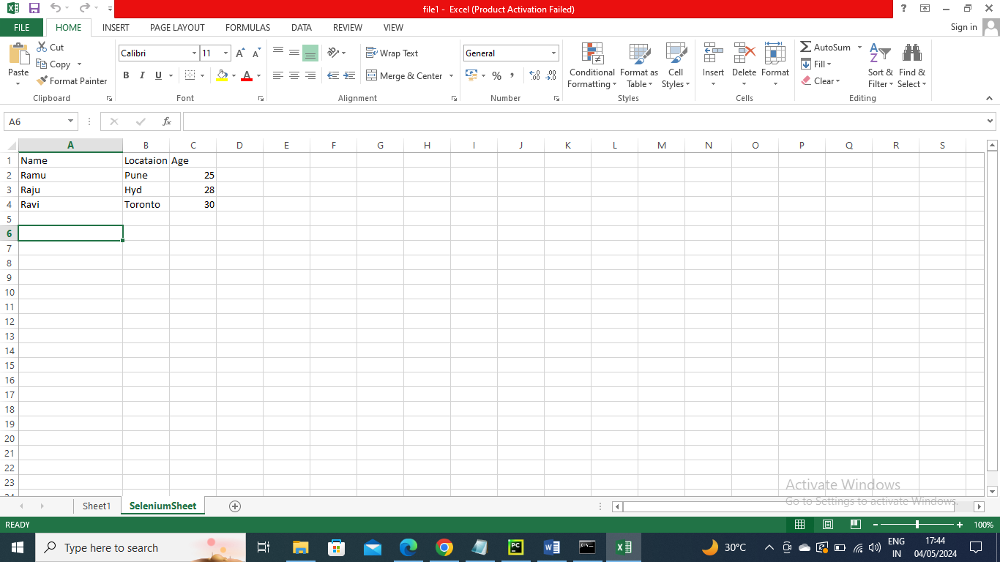 file1 - Excel (Product Activation Failed)
?
FILE HOME INSERT PAGE LAYOUT FORMULAS DATA REVIEW VIEW Sign in
Cut
Copy
Format Painter
Paste
Clipboard
Calibri 11 A A
B I U A
Font
Wrap Text
Merge & Center
Alignment
General
% , .00 .0
Number
Conditional Formatting
Format as Table
Cell Styles
Styles
Insert Delete Format
Cells
AutoSum
Fill
Clear
Sort & Filter
Find & Select
Editing
A6 fx
A B C D E F G H I J K L M N O P Q R S
1 Name Locataion Age
2 Ramu Pune 25
3 Raju Hyd 28
4 Ravi Toronto 30
5
6
7
8
9
10
11
12
13
14
15
16
17
18
19
20
21
22
23
24
Activate Windows
Go to Settings to activate Windows.
Sheet1 SeleniumSheet
READY 100%
Type here to search
PC
W
X
30°C
ENG
IN
17:44
04/05/2024